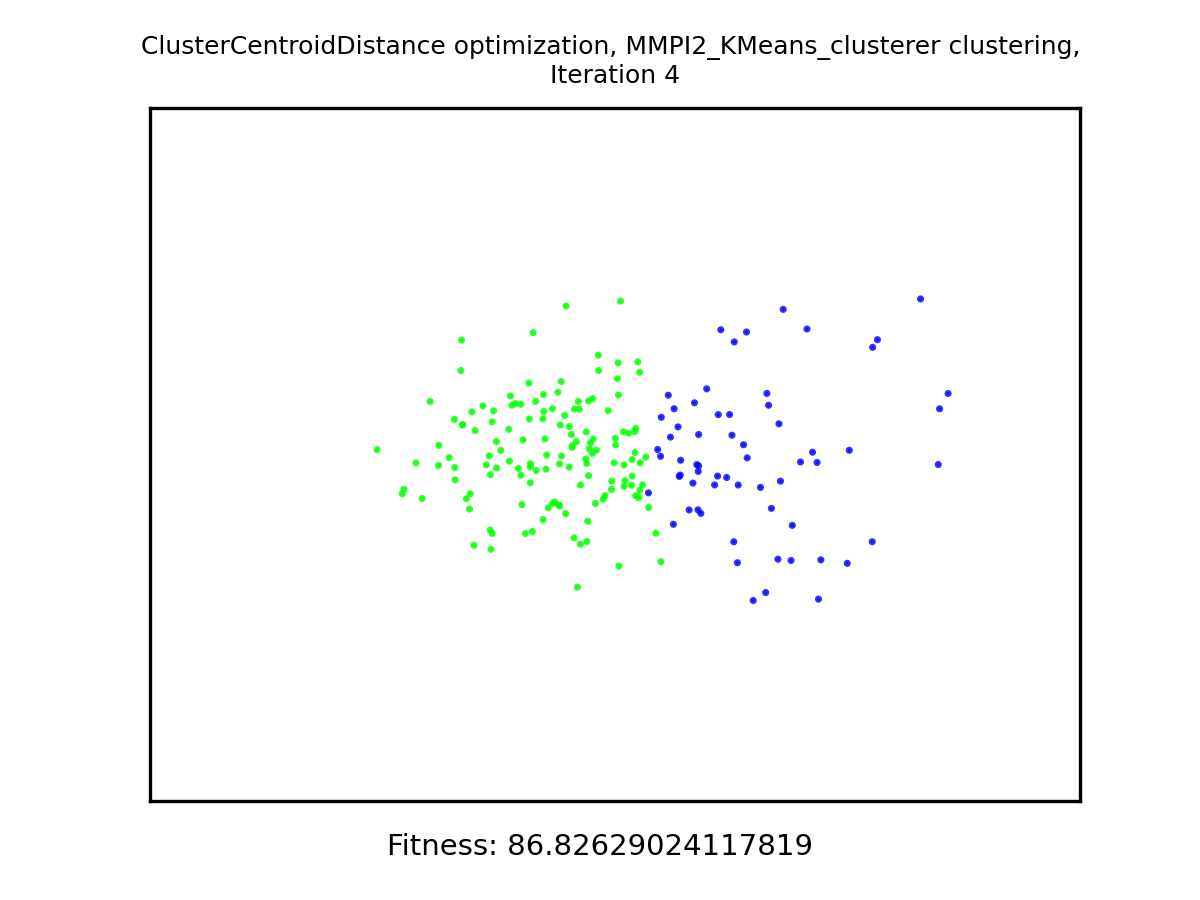 ClusterCentroidDistance optimization, MMPI2_KMeans_clusterer clustering,
Iteration 4
Fitness: 86.82629024117819